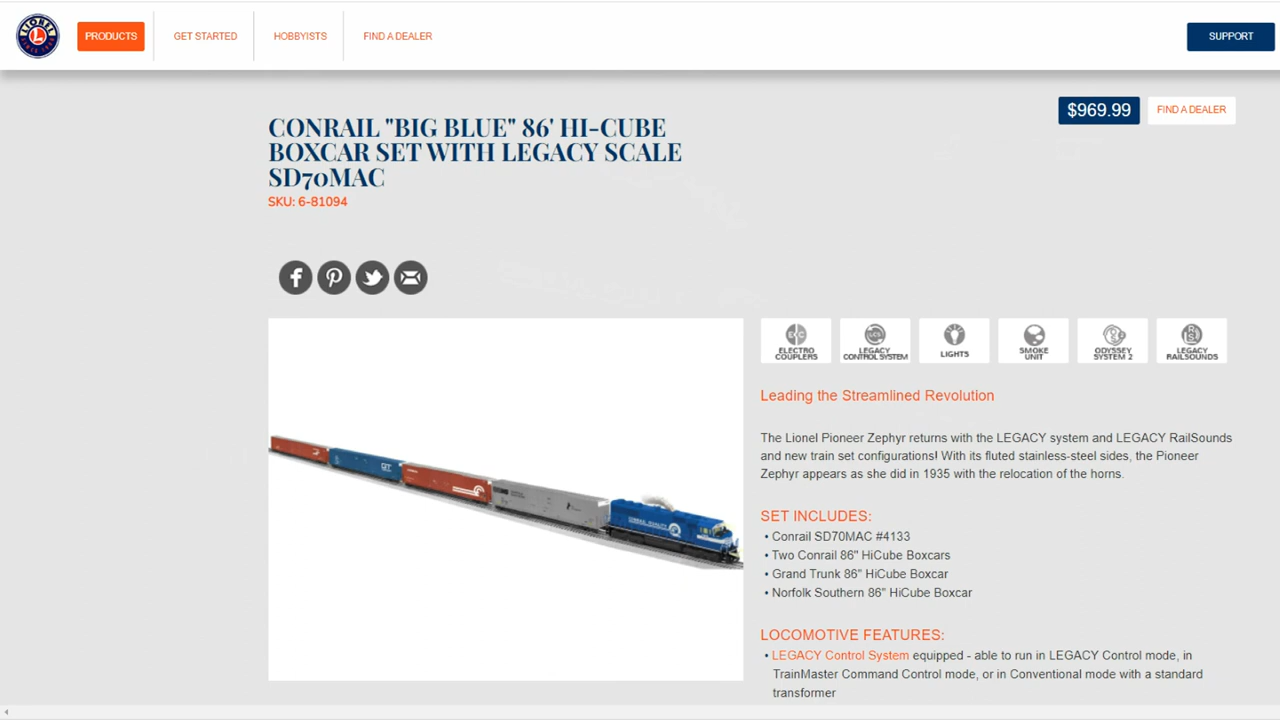 LIONEL
PRODUCTS
GET STARTED
HOBBYISTS
FIND A DEALER
SUPPORT
$969.99
FIND A DEALER
CONRAIL "BIG BLUE" 86' HI-CUBE
BOXCAR SET WITH LEGACY SCALE
SD70MAC
SKU: 6-81094
ELECTRO
COUPLERS
LEGACY
CONTROL SYSTEM
LIGHTS
SMOKE
UNIT
ODYSSEY
SYSTEM 2
LEGACY
RAILSOUNDS
Leading the Streamlined Revolution
The Lionel Pioneer Zephyr returns with the LEGACY system and LEGACY RailSounds
and new train set configurations! With its fluted stainless-steel sides, the Pioneer
Zephyr appears as she did in 1935 with the relocation of the horns.
SET INCLUDES:
• Conrail SD70MAC #4133
• Two Conrail 86" HiCube Boxcars
• Grand Trunk 86" HiCube Boxcar
• Norfolk Southern 86" HiCube Boxcar
CONRAIL QUALITY
LOCOMOTIVE FEATURES:
• LEGACY Control System equipped - able to run in LEGACY Control mode, in
TrainMaster Command Control mode, or in Conventional mode with a standard
transformer